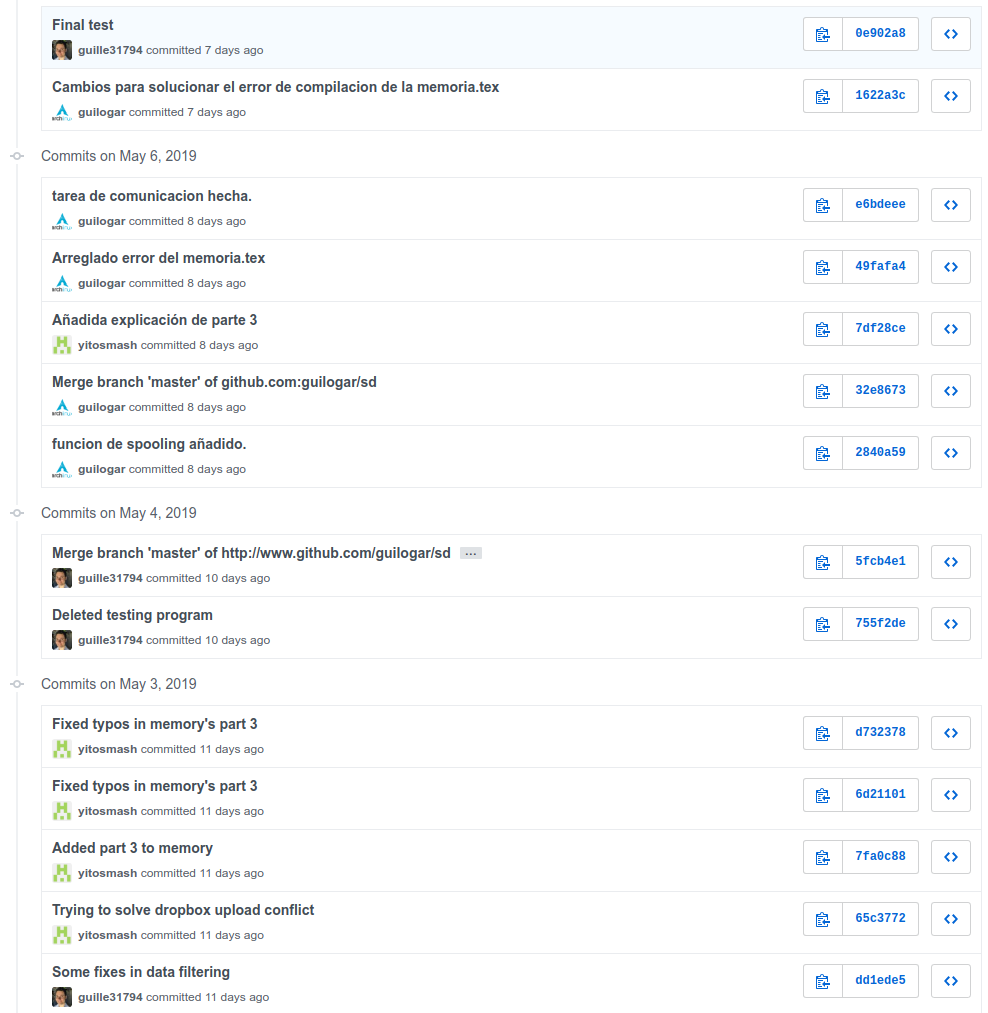 Final test
guille31794 committed 7 days ago
0e902a8
Cambios para solucionar el error de compilacion de la memoria.tex
guilogar committed 7 days ago
1622a3c
Commits on May 6, 2019
tarea de comunicacion hecha.
guilogar committed 8 days ago
e6bdeee
Arreglado error del memoria.tex
guilogar committed 8 days ago
49fafa4
Añadida explicación de parte 3
yitosmash committed 8 days ago
7df28ce
Merge branch 'master' of github.com:guilogar/sd
guilogar committed 8 days ago
32e8673
funcion de spooling añadido.
guilogar committed 8 days ago
2840a59
Commits on May 4, 2019
Merge branch 'master' of http://www.github.com/guilogar/sd ...
guille31794 committed 10 days ago
5fcb4e1
Deleted testing program
guille31794 committed 10 days ago
755f2de
Commits on May 3, 2019
Fixed typos in memory's part 3
yitosmash committed 11 days ago
d732378
Fixed typos in memory's part 3
yitosmash committed 11 days ago
6d21101
Added part 3 to memory
yitosmash committed 11 days ago
7fa0c88
Trying to solve dropbox upload conflict
yitosmash committed 11 days ago
65c3772
Some fixes in data filtering
guille31794 committed 11 days ago
dd1ede5